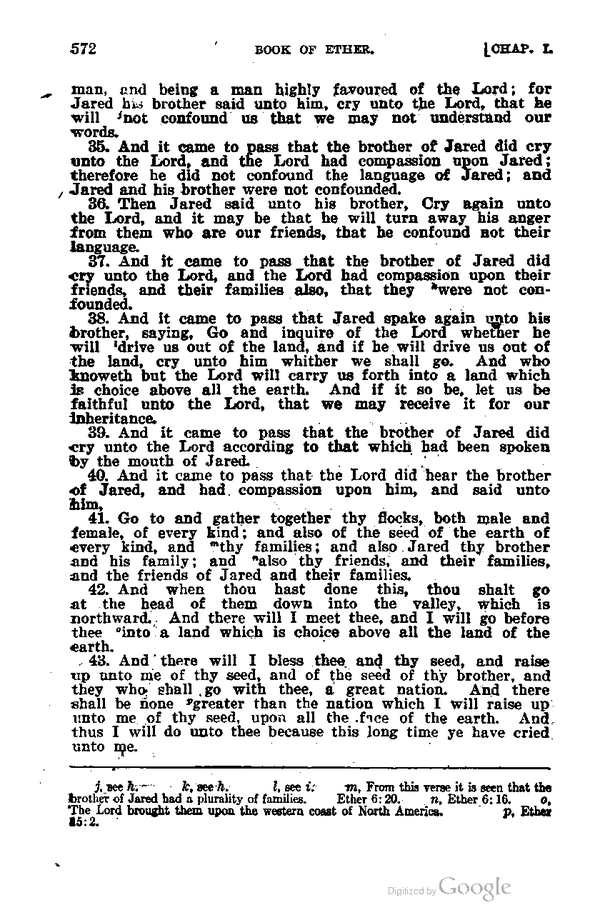 572 BOOK OF ETHER. [CHAP. I.
man, and being a man highly favoured of the Lord; for
Jared his brother said unto him, cry unto the Lord, that he
will ʲnot confound us that we may not understand our
words.
35. And it came to pass that the brother of Jared did cry
unto the Lord, and the Lord had compassion upon Jared;
therefore he did not confound the language of Jared; and
Jared and his brother were not confounded.
36. Then Jared said unto his brother, Cry again unto
the Lord, and it may be that he will turn away his anger
from them who are our friends, that he confound not their
language.
37. And it came to pass that the brother of Jared did
cry unto the Lord, and the Lord had compassion upon their
friends, and their families also, that they ᵏwere not con-
founded.
38. And it came to pass that Jared spake again unto his
brother, saying, Go and inquire of the Lord whether he
will ˡdrive us out of the land, and if he will drive us out of
the land, cry unto him whither we shall go. And who
knoweth but the Lord will carry us forth into a land which
is choice above all the earth. And if it so be, let us be
faithful unto the Lord, that we may receive it for our
inheritance.
39. And it came to pass that the brother of Jared did
cry unto the Lord according to that which had been spoken
by the mouth of Jared.
40. And it came to pass that the Lord did hear the brother
of Jared, and had compassion upon him, and said unto
him,
41. Go to and gather together thy flocks, both male and
female, of every kind; and also of the seed of the earth of
every kind, and ᵐthy families; and also Jared thy brother
and his family; and ⁿalso thy friends, and their families,
and the friends of Jared and their families.
42. And when thou hast done this, thou shalt go
at the head of them down into the valley, which is
northward. And there will I meet thee, and I will go before
thee ᵒinto a land which is choice above all the land of the
earth.
43. And there will I bless thee and thy seed, and raise
up unto me of thy seed, and of the seed of thy brother, and
they who shall go with thee, a great nation. And there
shall be none ᵖgreater than the nation which I will raise up
unto me of thy seed, upon all the face of the earth. And
thus I will do unto thee because this long time ye have cried
unto me.
j, see h. k, see h. l, see i. m, From this verse it is seen that the
brother of Jared had a plurality of families. Ether 6:20. n, Ether 6:16. o,
The Lord brought them upon the western coast of North America. p, Ether
15:2.
Digitized by Google